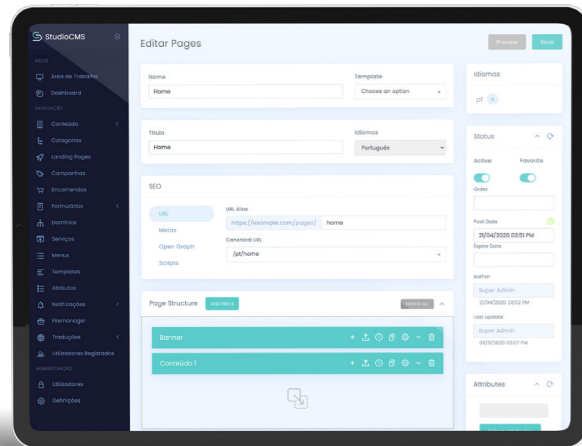 StudioCMS
Editar Pages
Preview
Save
Área de Trabalho
Dashboard
NAVEGAÇÃO
Conteúdo
Categorias
Landing Pages
Campanhas
Encomendas
Formulários
Domínios
Serviços
Menus
Templates
Atributos
Notificações
Filemanager
Traduções
Utilizadores Registados
ADMINISTRAÇÃO
Utilizadores
Definições
Nome
Home
Template
Choose an option
Título
Home
Idiomas
Português
SEO
URL
Metas
Open Graph
Scripts
URL Alias
https://example.com/pages/
home
Canonical URL
/pt/home
Page Structure
Add Block
Banner
Conteúdo 1
Idiomas
pt +
Status
Active
Favorite
Order
Post Date
21/04/2020 03:51 PM
Expire Date
Author
Super Admin
21/04/2020 03:52 PM
Last update
Super Admin
05/11/2020 03:07 PM
Attributes